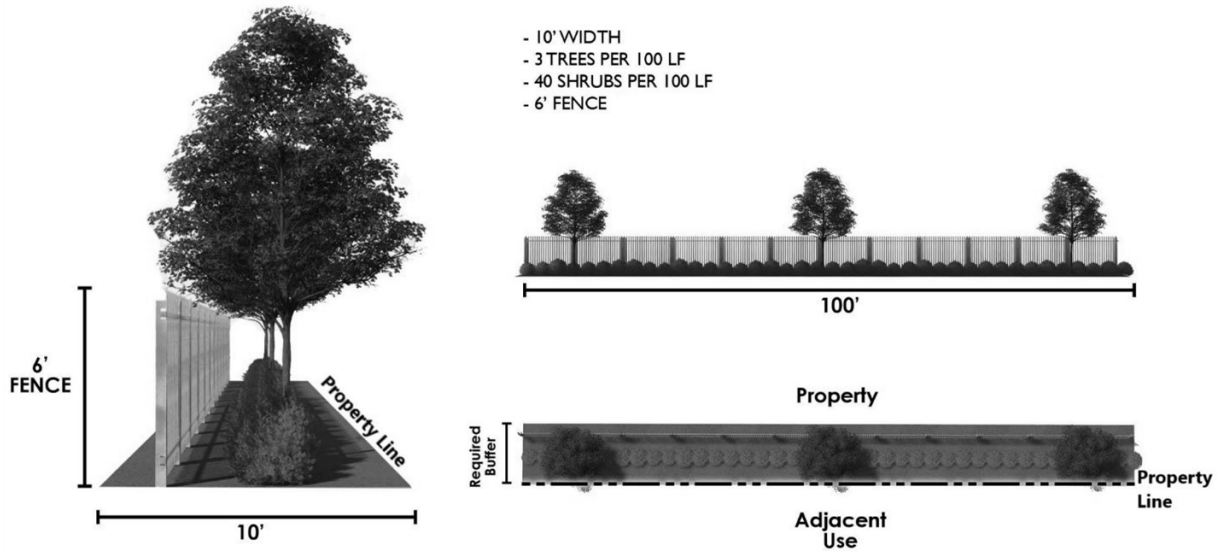 - 10' WIDTH
- 3 TREES PER 100 LF
- 40 SHRUBS PER 100 LF
- 6' FENCE
6'
FENCE
Property Line
10'
100'
Property
Required
Buffer
Property
Line
Adjacent
Use